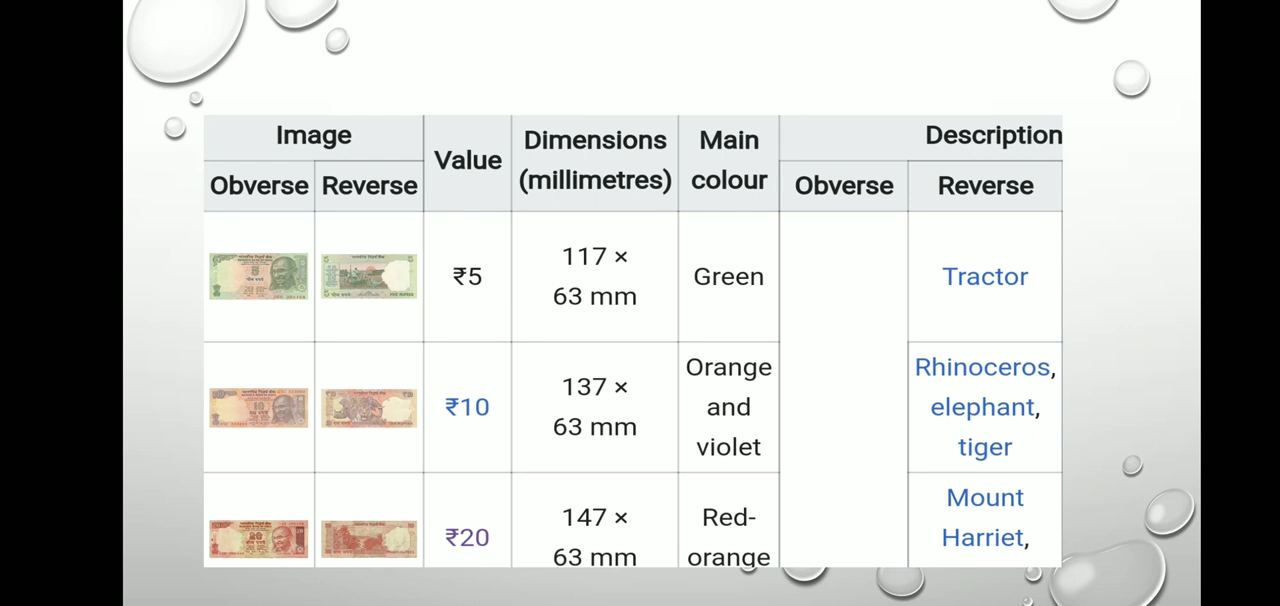 Image
Value
Dimensions
(millimetres)
Main
colour
Description
Obverse
Reverse
Obverse
Reverse
₹5
117 ×
63 mm
Green
Tractor
₹10
137 ×
63 mm
Orange
and
violet
Rhinoceros,
elephant,
tiger
₹20
147 ×
63 mm
Red-
orange
Mount
Harriet,